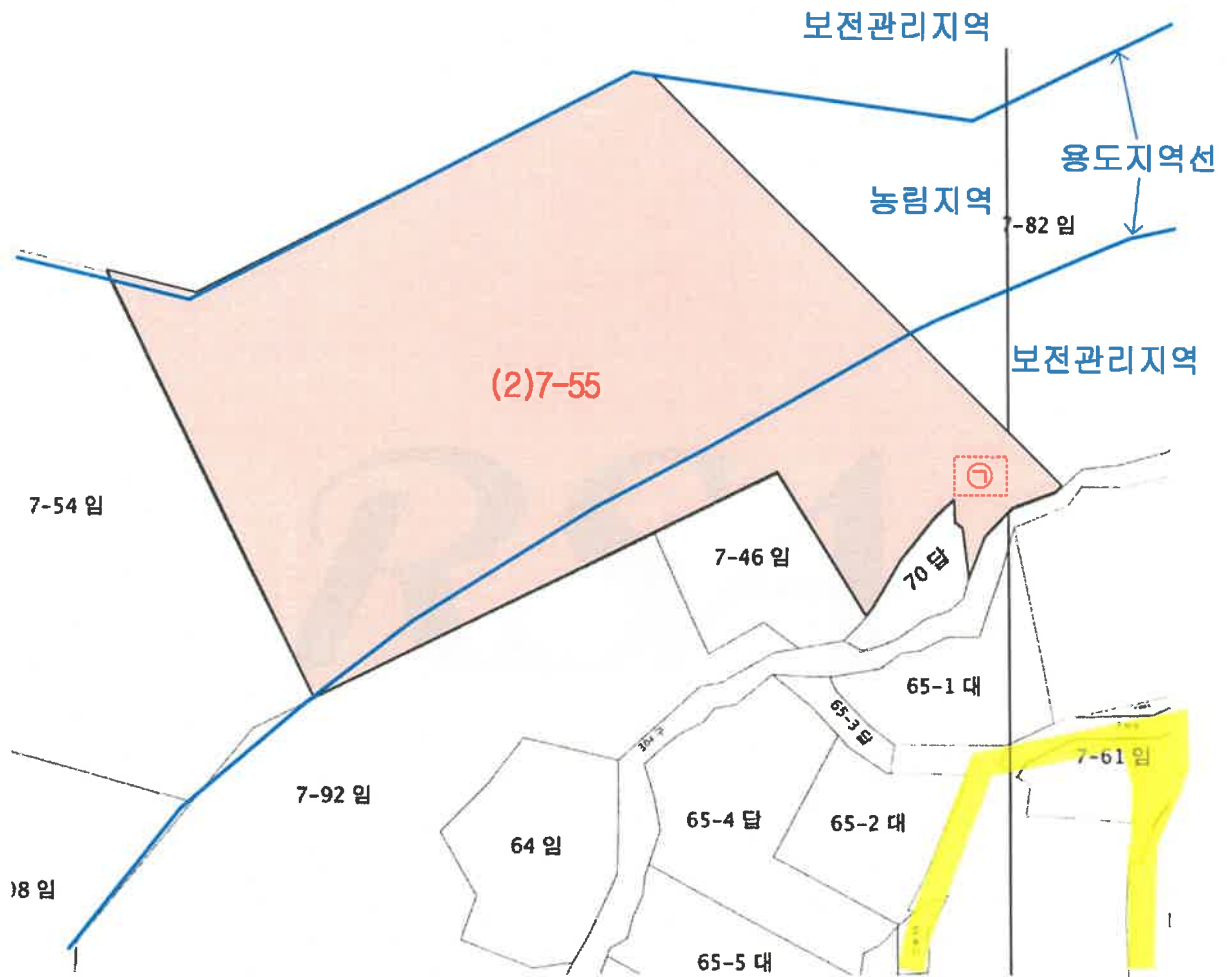 보전관리지역
용도지역선
농림지역
7-82 임
보전관리지역
(2)7-55
㉠
7-54 임
7-46 임
70 답
65-1 대
65-3 답
364 구
7-61 임
7-92 임
64 임
65-4 답
65-2 대
98 임
65-5 대